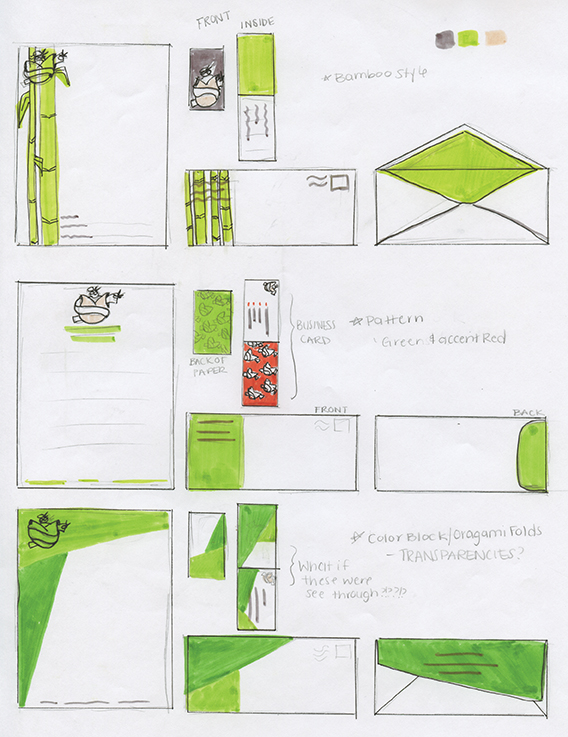 FRONT
INSIDE
* Bamboo Style
* Pattern
Green & accent Red
BUSINESS
CARD
BACK OF
PAPER
FRONT
BACK
* Color Block/Oragami Folds
- TRANSPARENCIES?
What if
these were
see through????